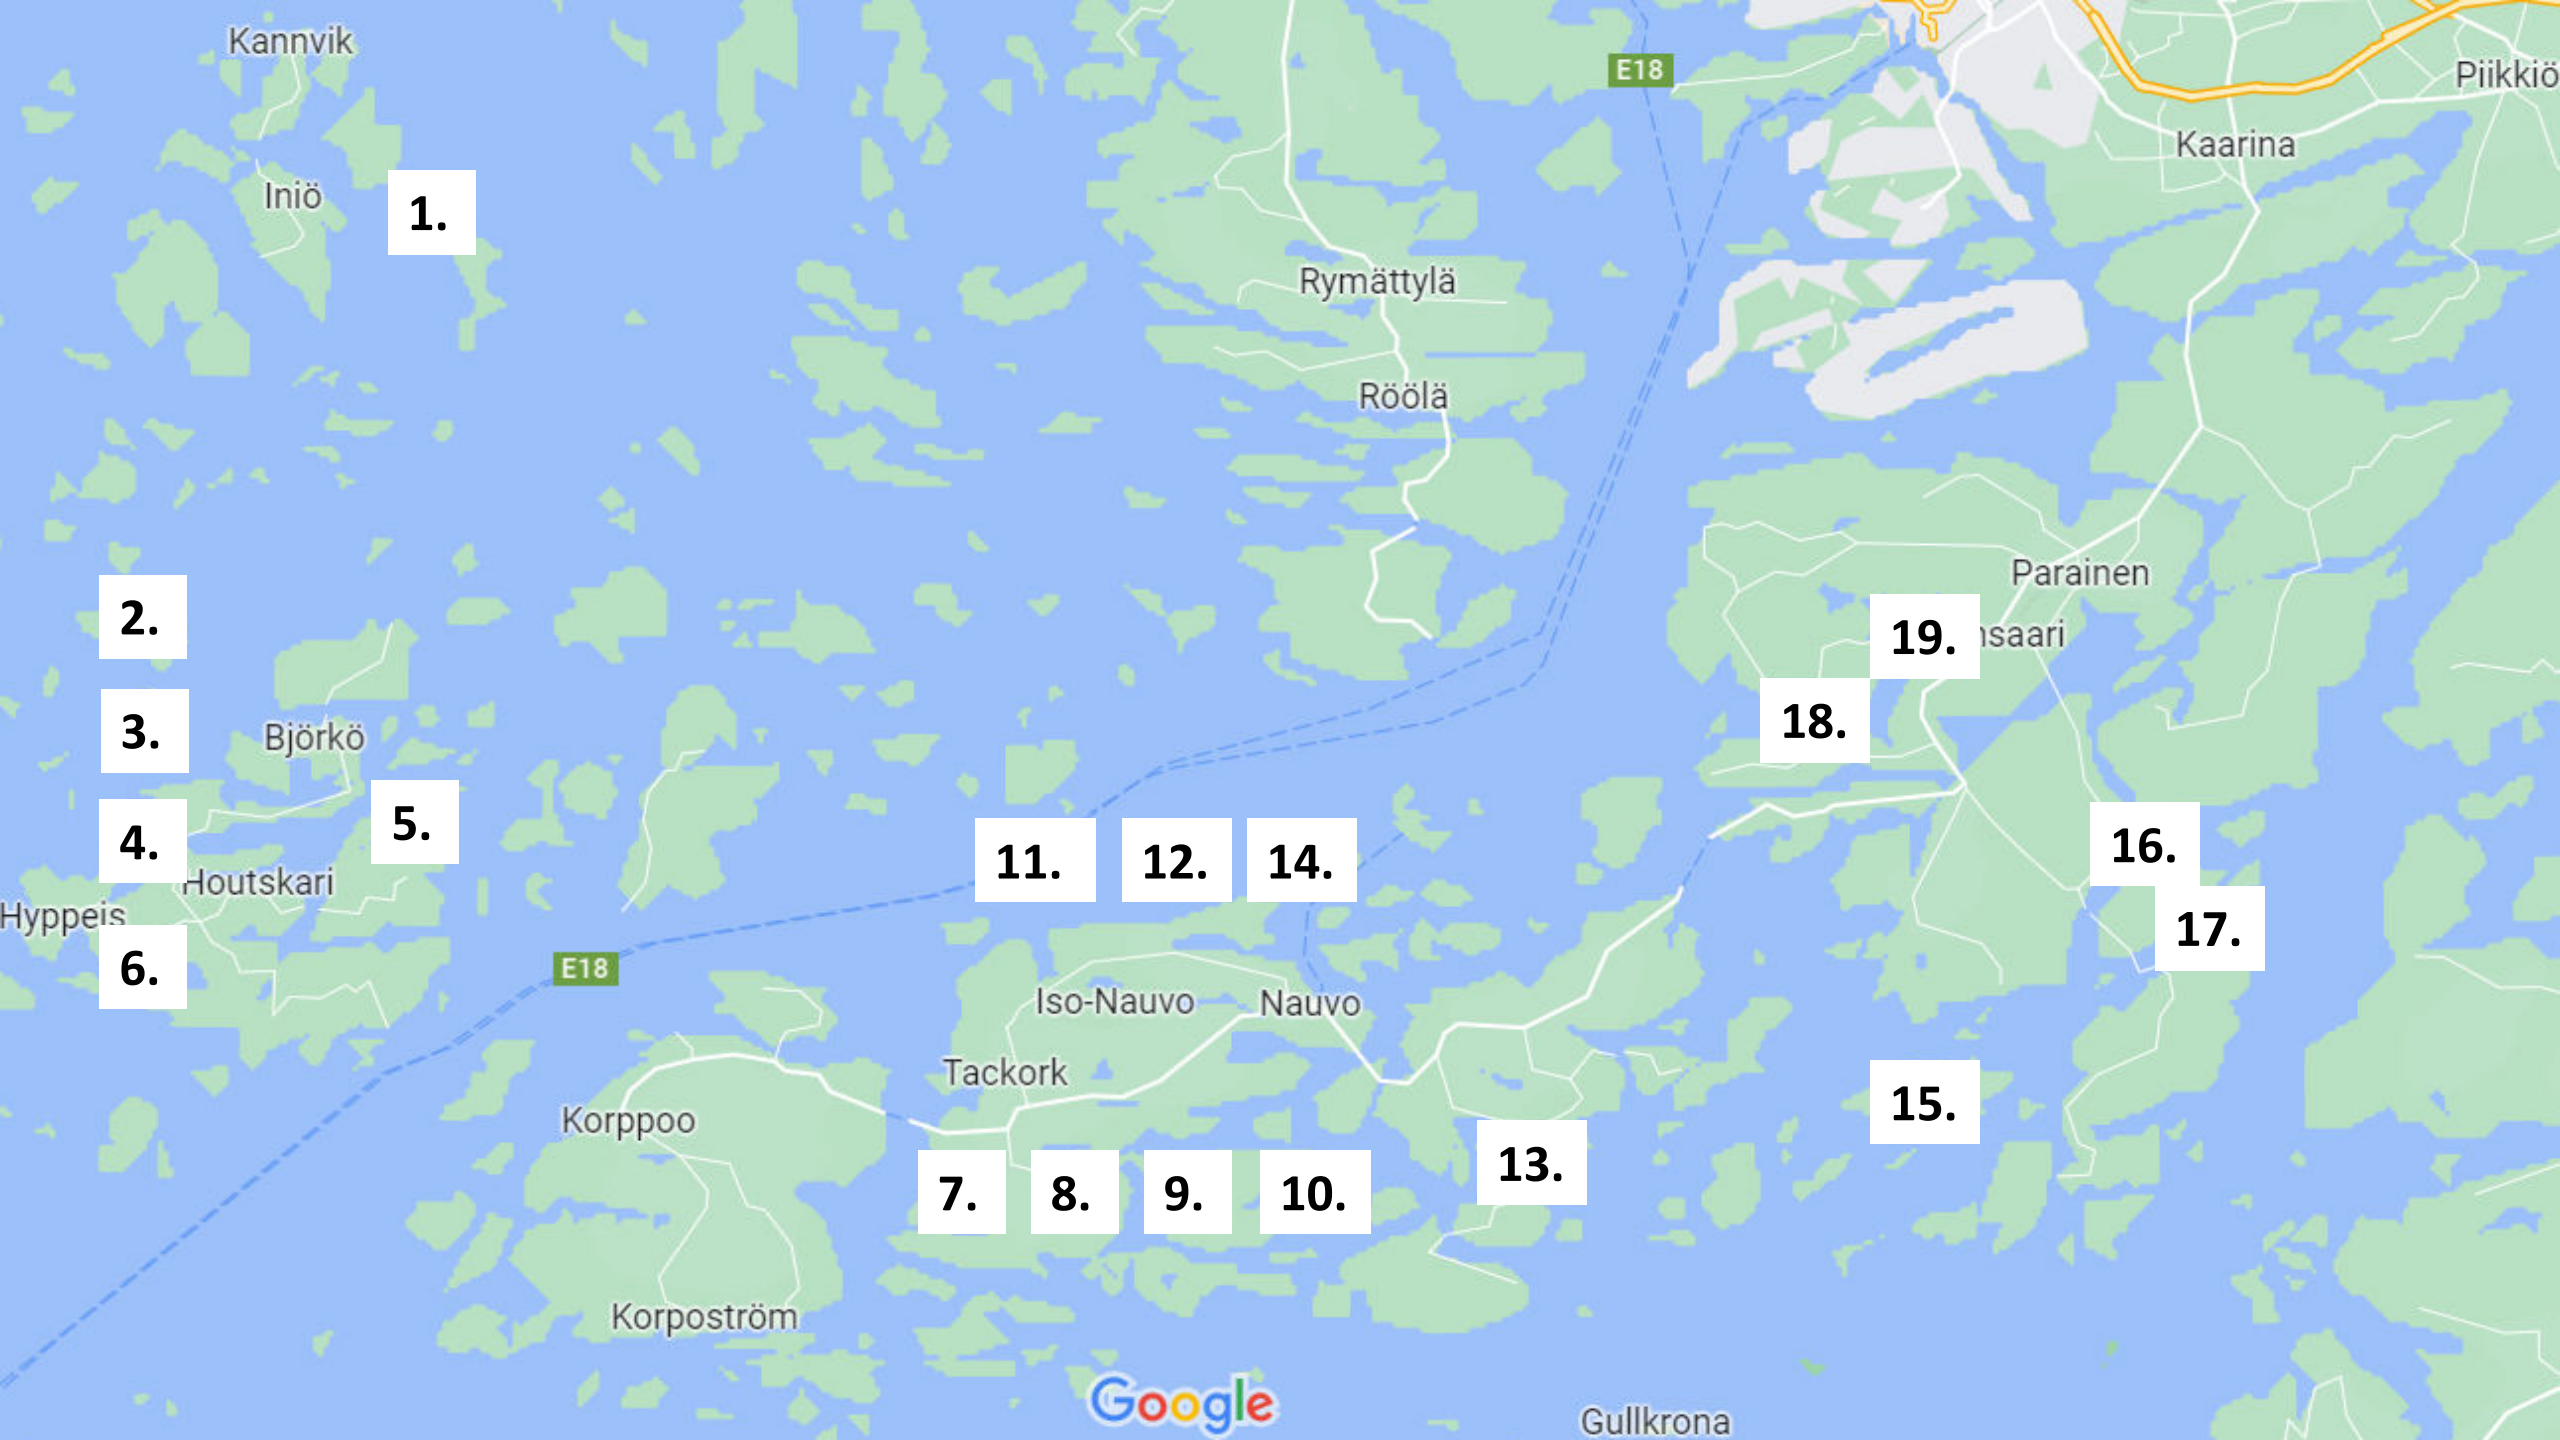 Kannvik
E18
Piikkiö
Kaarina
Iniö
1.
Rymättylä
Röölä
Parainen
2.
19.
nsaari
3.
18.
Björkö
5.
4.
11.
12.
14.
16.
Houtskari
Hyppeis
17.
6.
E18
Iso-Nauvo
Nauvo
Tackork
15.
Korppoo
13.
7.
8.
9.
10.
Korpoström
Google
Gullkrona